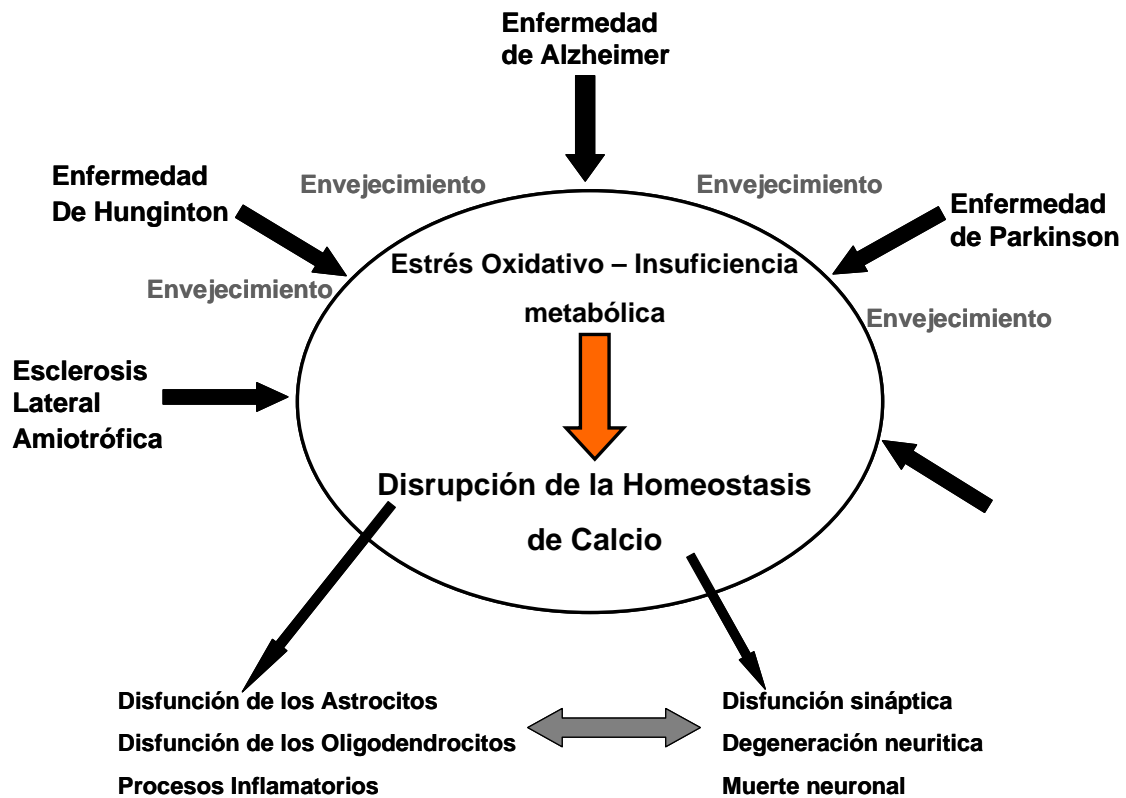 Enfermedad
de Alzheimer
Envejecimiento
Envejecimiento
Enfermedad
De Hunginton
Enfermedad
de Parkinson
Estrés Oxidativo – Insuficiencia
metabólica
Envejecimiento
Envejecimiento
Esclerosis
Lateral
Amiotrófica
Disrupción de la Homeostasis
de Calcio
Disfunción de los Astrocitos
Disfunción de los Oligodendrocitos
Procesos Inflamatorios
Disfunción sináptica
Degeneración neuritica
Muerte neuronal